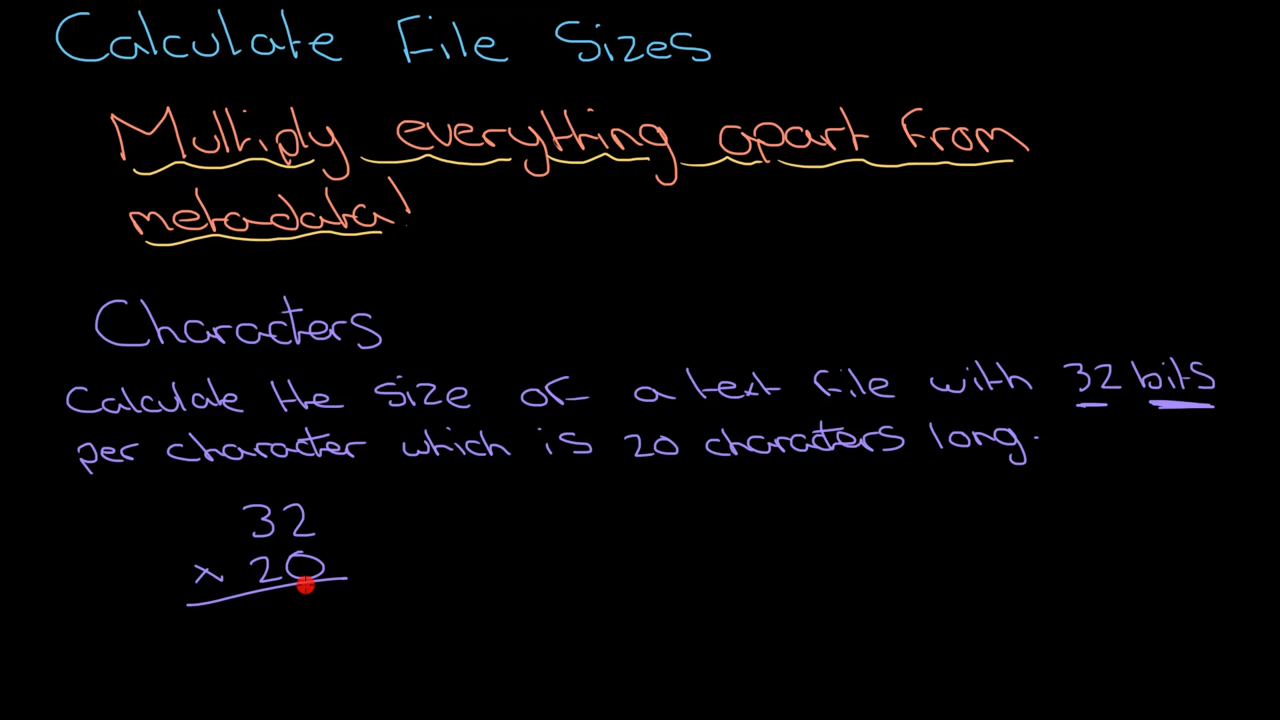 Calculate File Sizes
Multiply everything apart from
metadata!
Characters
Calculate the size of a text file with 32 bits
per character which is 20 characters long.
32
x 20